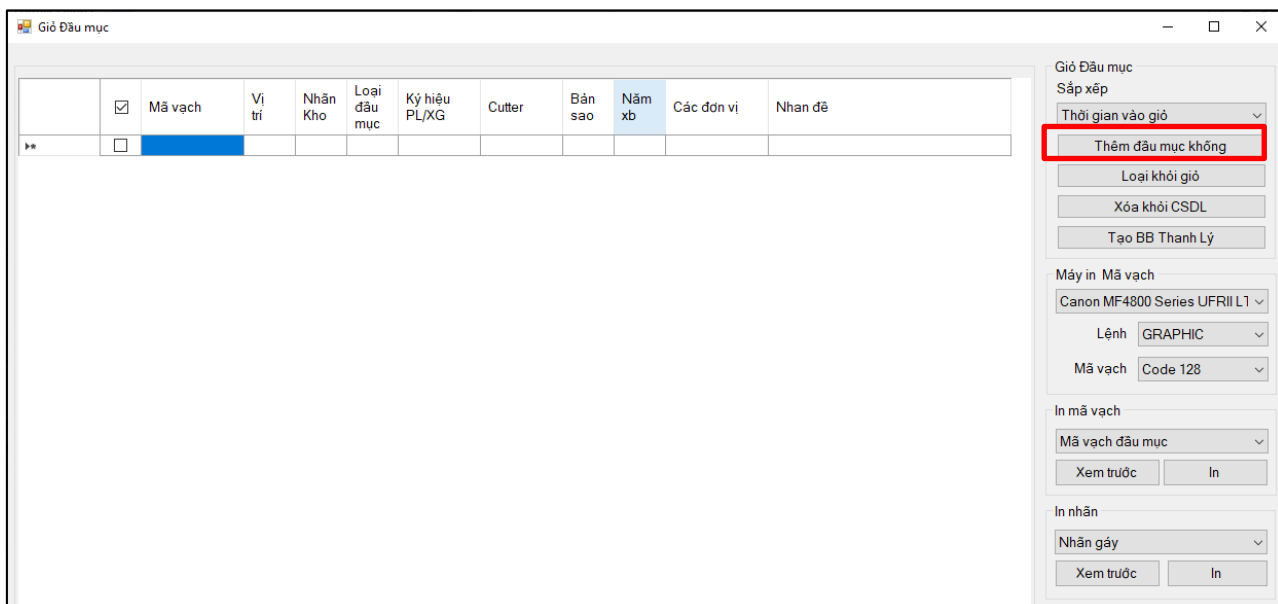 Giỏ Đầu mục
Mã vạch
Vị
trí
Nhãn
Kho
Loại
đầu
mục
Ký hiệu
PL/XG
Cutter
Bản
sao
Năm
xb
Các đơn vị
Nhan đề
Giỏ Đầu mục
Sắp xếp
Thời gian vào giỏ
Thêm đầu mục khống
Loại khỏi giỏ
Xóa khỏi CSDL
Tạo BB Thanh Lý
Máy in Mã vạch
Canon MF4800 Series UFRII LT
Lệnh GRAPHIC
Mã vạch Code 128
In mã vạch
Mã vạch đầu mục
Xem trước In
In nhãn
Nhãn gáy
Xem trước In